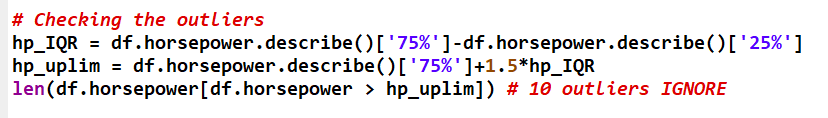 # Checking the outliers
hp_IQR = df.horsepower.describe()['75%']-df.horsepower.describe()['25%']
hp_uplim = df.horsepower.describe()['75%']+1.5*hp_IQR
len(df.horsepower[df.horsepower > hp_uplim]) # 10 outliers IGNORE